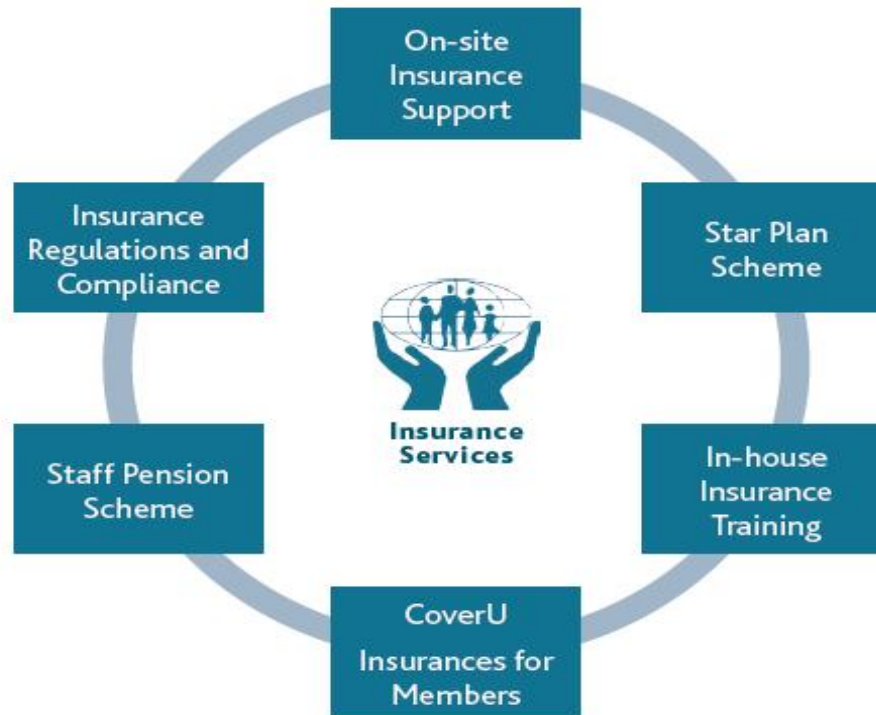 On-site
Insurance
Support
Star Plan
Scheme
In-house
Insurance
Training
CoverU
Insurances for
Members
Staff Pension
Scheme
Insurance
Regulations and
Compliance
Insurance
Services